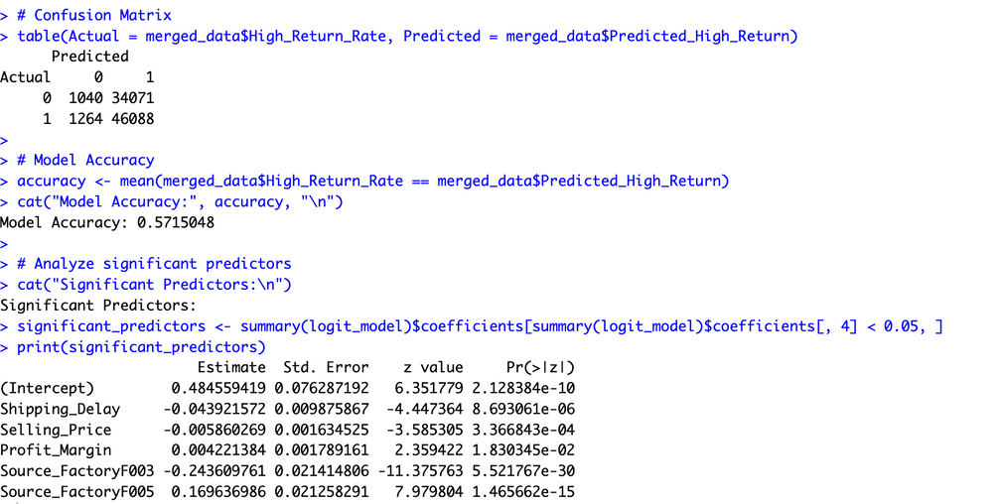 > # Confusion Matrix
> table(Actual = merged_data$High_Return_Rate, Predicted = merged_data$Predicted_High_Return)
      Predicted
Actual     0     1
     0  1040 34071
     1  1264 46088
>
> # Model Accuracy
> accuracy <- mean(merged_data$High_Return_Rate == merged_data$Predicted_High_Return)
> cat("Model Accuracy:", accuracy, "\n")
Model Accuracy: 0.5715048
>
> # Analyze significant predictors
> cat("Significant Predictors:\n")
Significant Predictors:
> significant_predictors <- summary(logit_model)$coefficients[summary(logit_model)$coefficients[, 4] < 0.05, ]
> print(significant_predictors)
                       Estimate  Std. Error    z value     Pr(>|z|)
(Intercept)         0.484559419 0.076287192   6.351779 2.128384e-10
Shipping_Delay     -0.043921572 0.009875867  -4.447364 8.693061e-06
Selling_Price      -0.005860269 0.001634525  -3.585305 3.366843e-04
Profit_Margin       0.004221384 0.001789161   2.359422 1.830345e-02
Source_FactoryF003 -0.243609761 0.021414806 -11.375763 5.521767e-30
Source_FactoryF005  0.169636986 0.021258291   7.979804 1.465662e-15